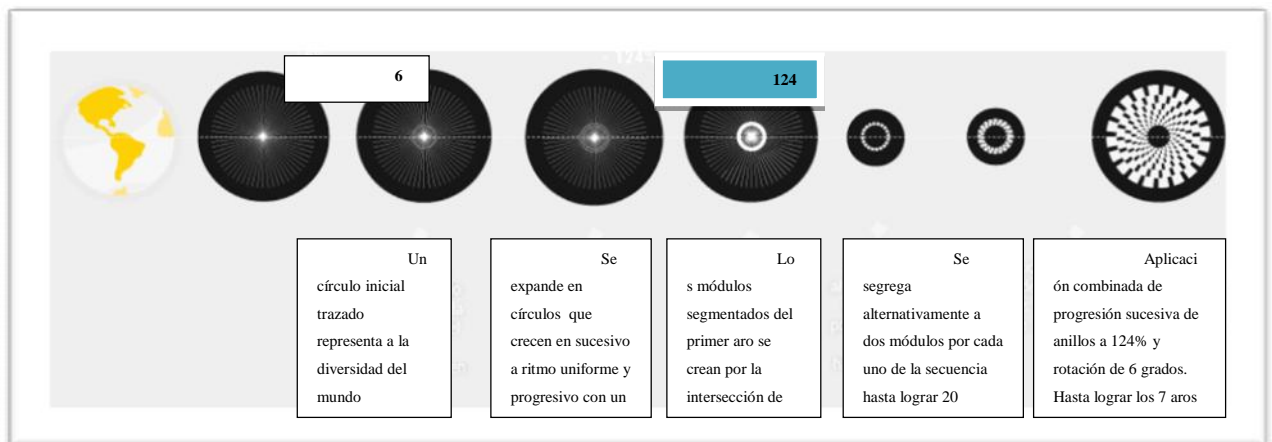 6
124
Un
círculo inicial
trazado
representa a la
diversidad del
mundo
Se
expande en
círculos que
crecen en sucesivo
a ritmo uniforme y
progresivo con un
Lo
s módulos
segmentados del
primer aro se
crean por la
intersección de
Se
segrega
alternativamente a
dos módulos por cada
uno de la secuencia
hasta lograr 20
Aplicaci
ón combinada de
progresión sucesiva de
anillos a 124% y
rotación de 6 grados.
Hasta lograr los 7 aros